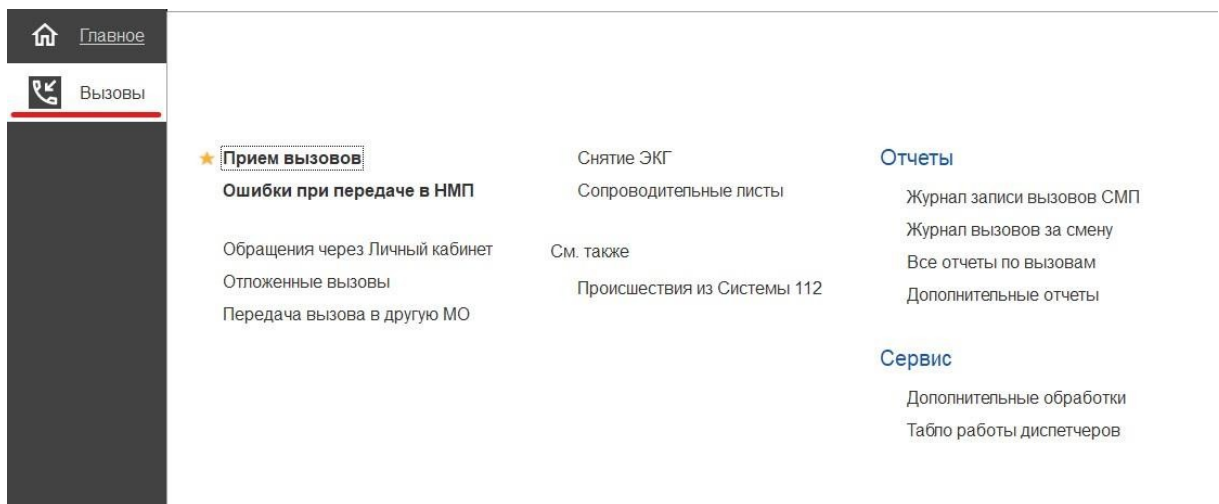 Главное
Вызовы
Прием вызовов
Ошибки при передаче в НМП
Обращения через Личный кабинет
Отложенные вызовы
Передача вызова в другую МО
Снятие ЭКГ
Сопроводительные листы
См. также
Происшествия из Системы 112
Отчеты
Журнал записи вызовов СМП
Журнал вызовов за смену
Все отчеты по вызовам
Дополнительные отчеты
Сервис
Дополнительные обработки
Табло работы диспетчеров